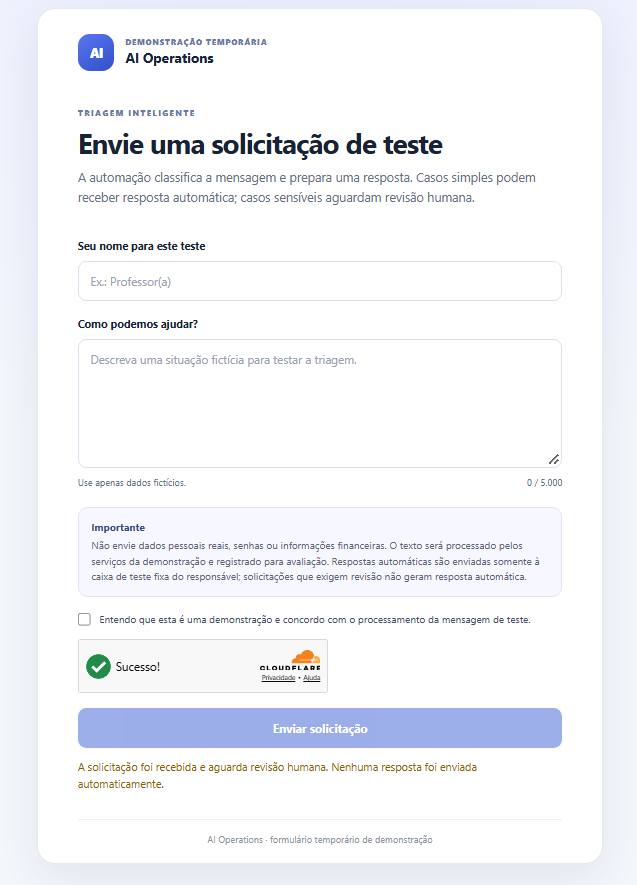 AI
DEMONSTRAÇÃO TEMPORÁRIA
AI Operations
TRIAGEM INTELIGENTE
Envie uma solicitação de teste
A automação classifica a mensagem e prepara uma resposta. Casos simples podem
receber resposta automática; casos sensíveis aguardam revisão humana.
Seu nome para este teste
Ex.: Professor(a)
Como podemos ajudar?
Descreva uma situação fictícia para testar a triagem.
Use apenas dados fictícios.
0 / 5.000
Importante
Não envie dados pessoais reais, senhas ou informações financeiras. O texto será processado pelos
serviços da demonstração e registrado para avaliação. Respostas automáticas são enviadas somente à
caixa de teste fixa do responsável; solicitações que exigem revisão não geram resposta automática.
Entendo que esta é uma demonstração e concordo com o processamento da mensagem de teste.
Sucesso!
CLOUDFLARE
Privacidade • Ajuda
Enviar solicitação
A solicitação foi recebida e aguarda revisão humana. Nenhuma resposta foi enviada
automaticamente.
AI Operations · formulário temporário de demonstração